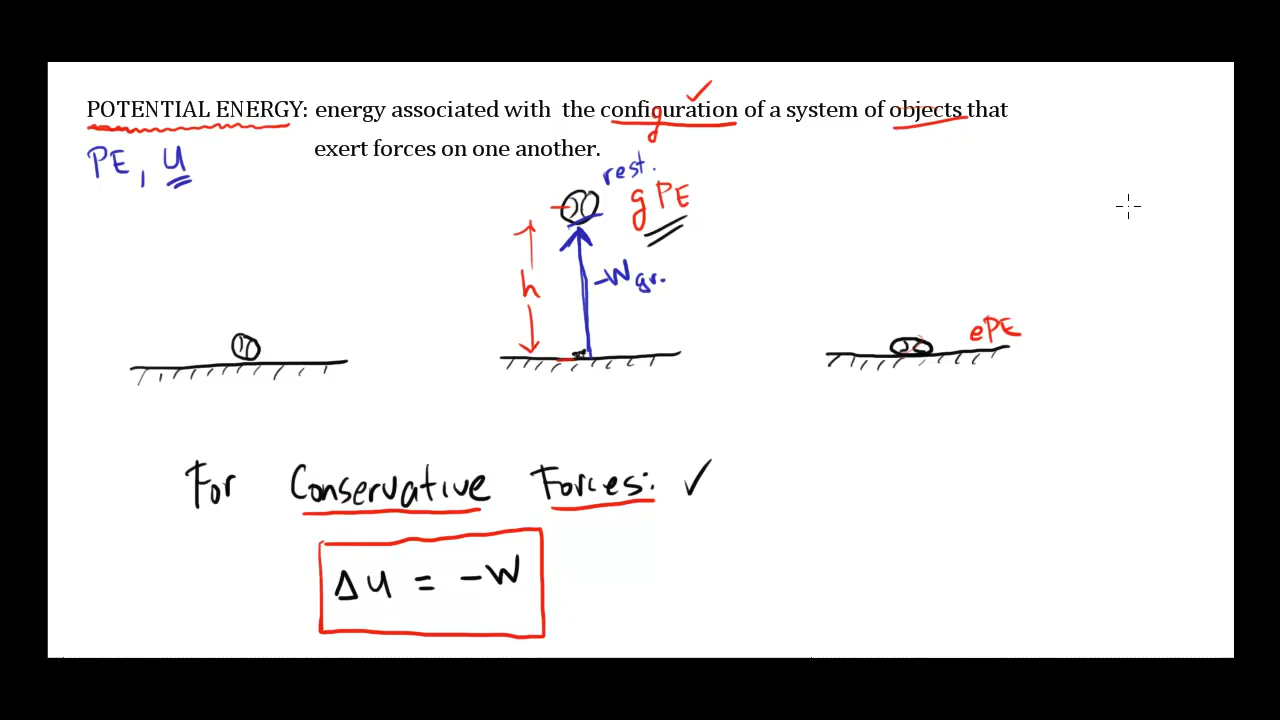 POTENTIAL ENERGY: energy associated with the configuration of a system of objects that
exert forces on one another.
PE, U
rest.
gPE
h
-Wgr.
ePE
For Conservative Forces: ✓
ΔU = -W